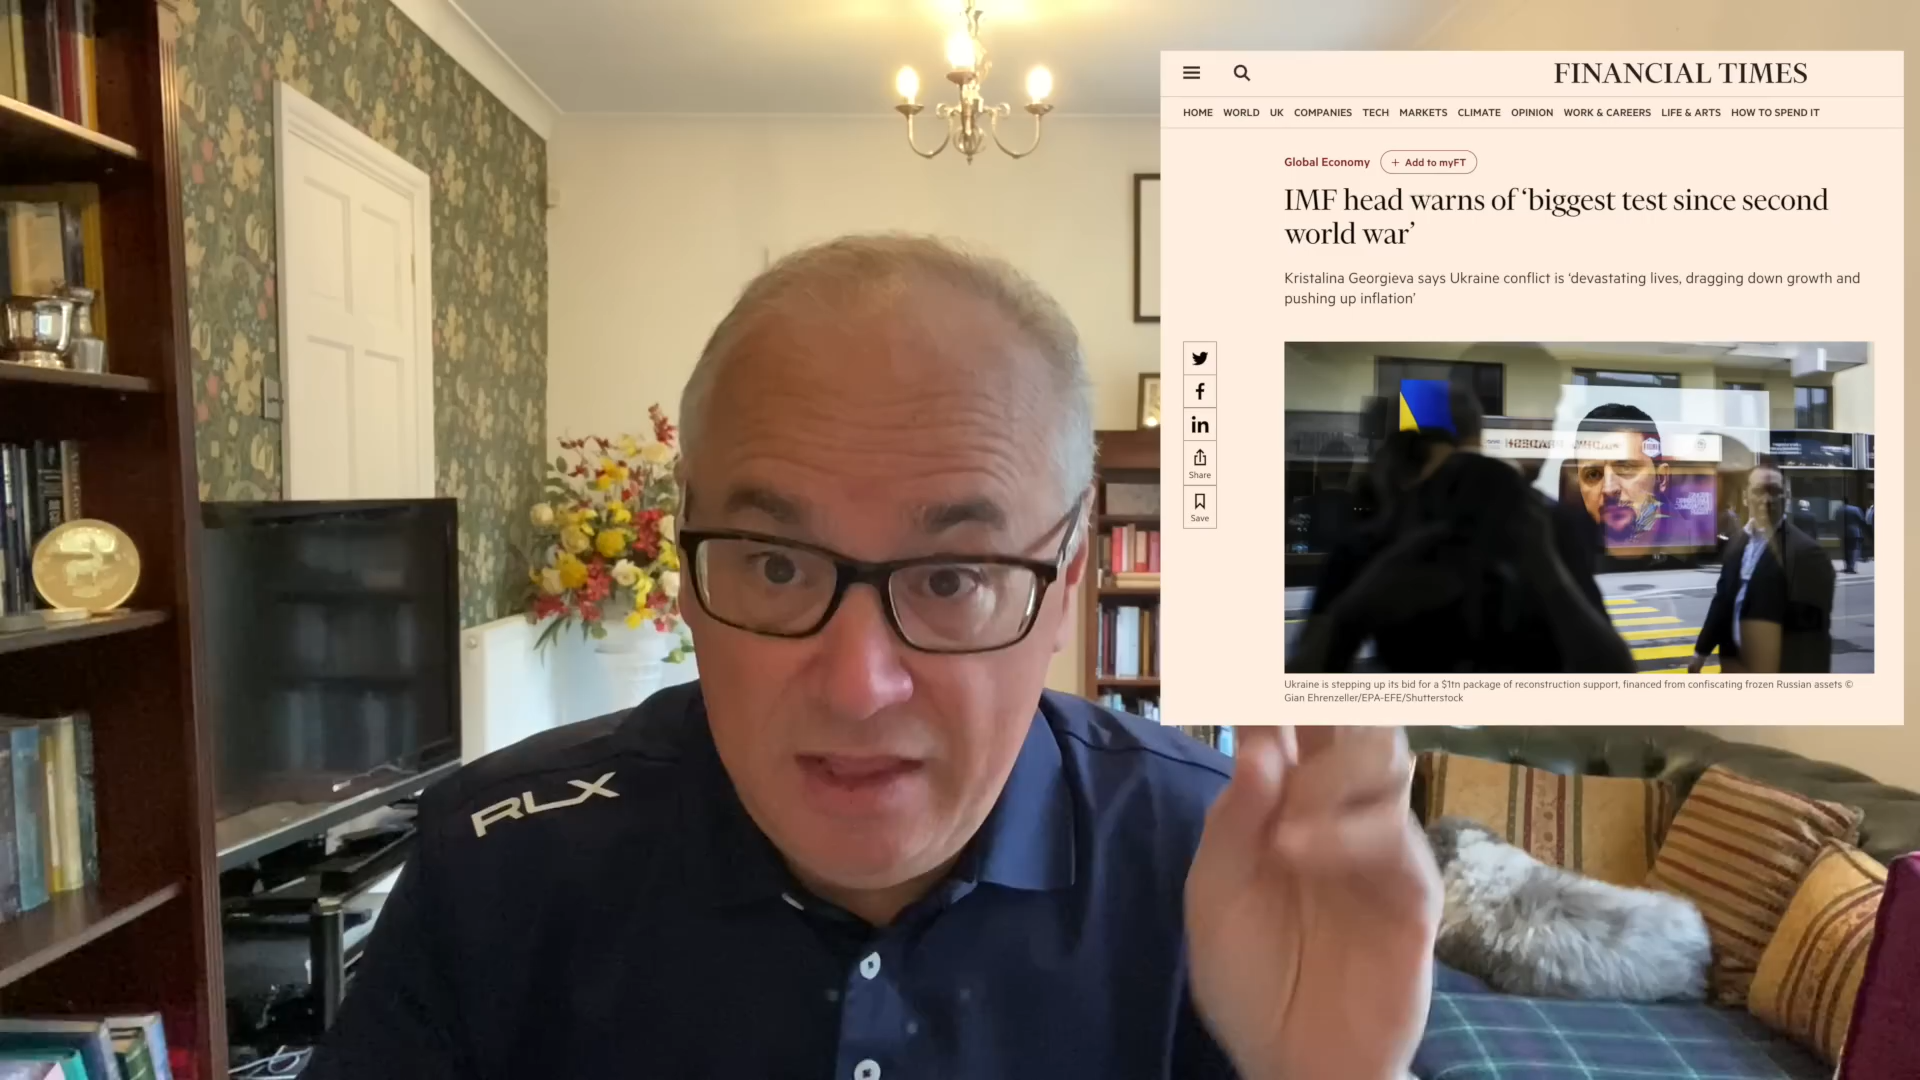 FINANCIAL TIMES
HOME WORLD UK COMPANIES TECH MARKETS CLIMATE OPINION WORK & CAREERS LIFE & ARTS HOW TO SPEND IT
Global Economy + Add to myFT
IMF head warns of ‘biggest test since second
world war’
Kristalina Georgieva says Ukraine conflict is ‘devastating lives, dragging down growth and
pushing up inflation’
Share
Save
Ukraine is stepping up its bid for a $1tn package of reconstruction support, financed from confiscating frozen Russian assets ©
Gian Ehrenzeller/EPA-EFE/Shutterstock
RLX